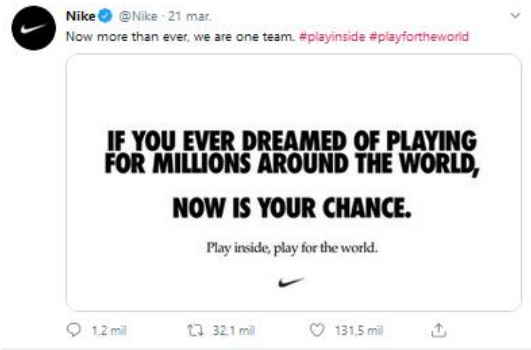 Nike @Nike · 21 mar.
Now more than ever, we are one team. #playinside #playfortheworld
IF YOU EVER DREAMED OF PLAYING
FOR MILLIONS AROUND THE WORLD,
NOW IS YOUR CHANCE.
Play inside, play for the world.
1,2 mil 32,1 mil 131,5 mil